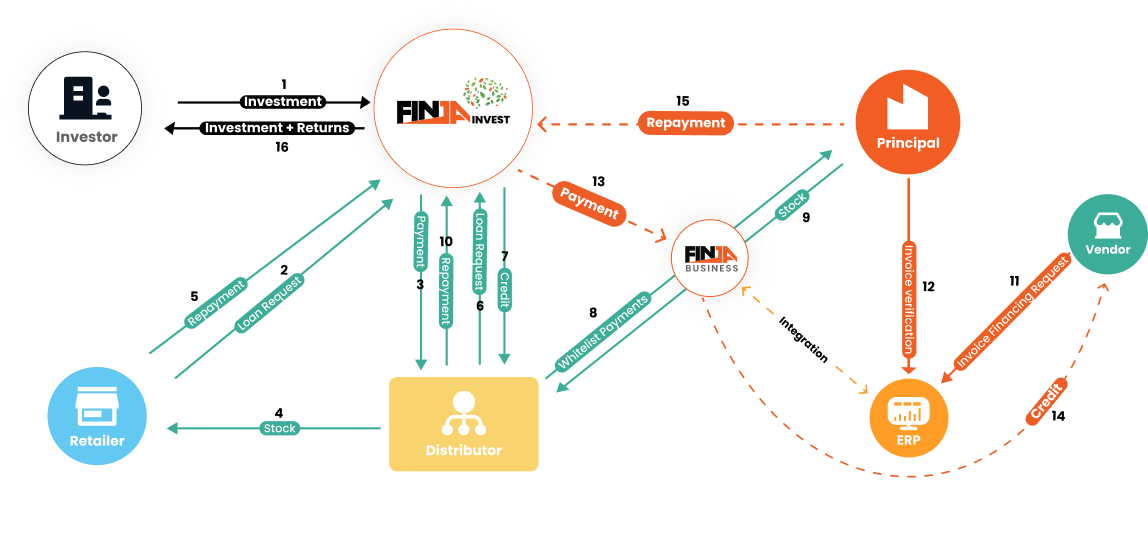 1
Investment
Investment + Returns
16
Investor
FINJA
INVEST
15
Repayment
Principal
13
Payment
Stock
9
FINJA
BUSINESS
Vendor
5
Repayment
2
Loan Request
Payment
3
10
Repayment
Loan Request
6
7
Credit
8
Whitelist Payments
Integration
Invoice verification
12
11
Invoice Financing Request
Retailer
4
Stock
Distributor
ERP
Credit
14